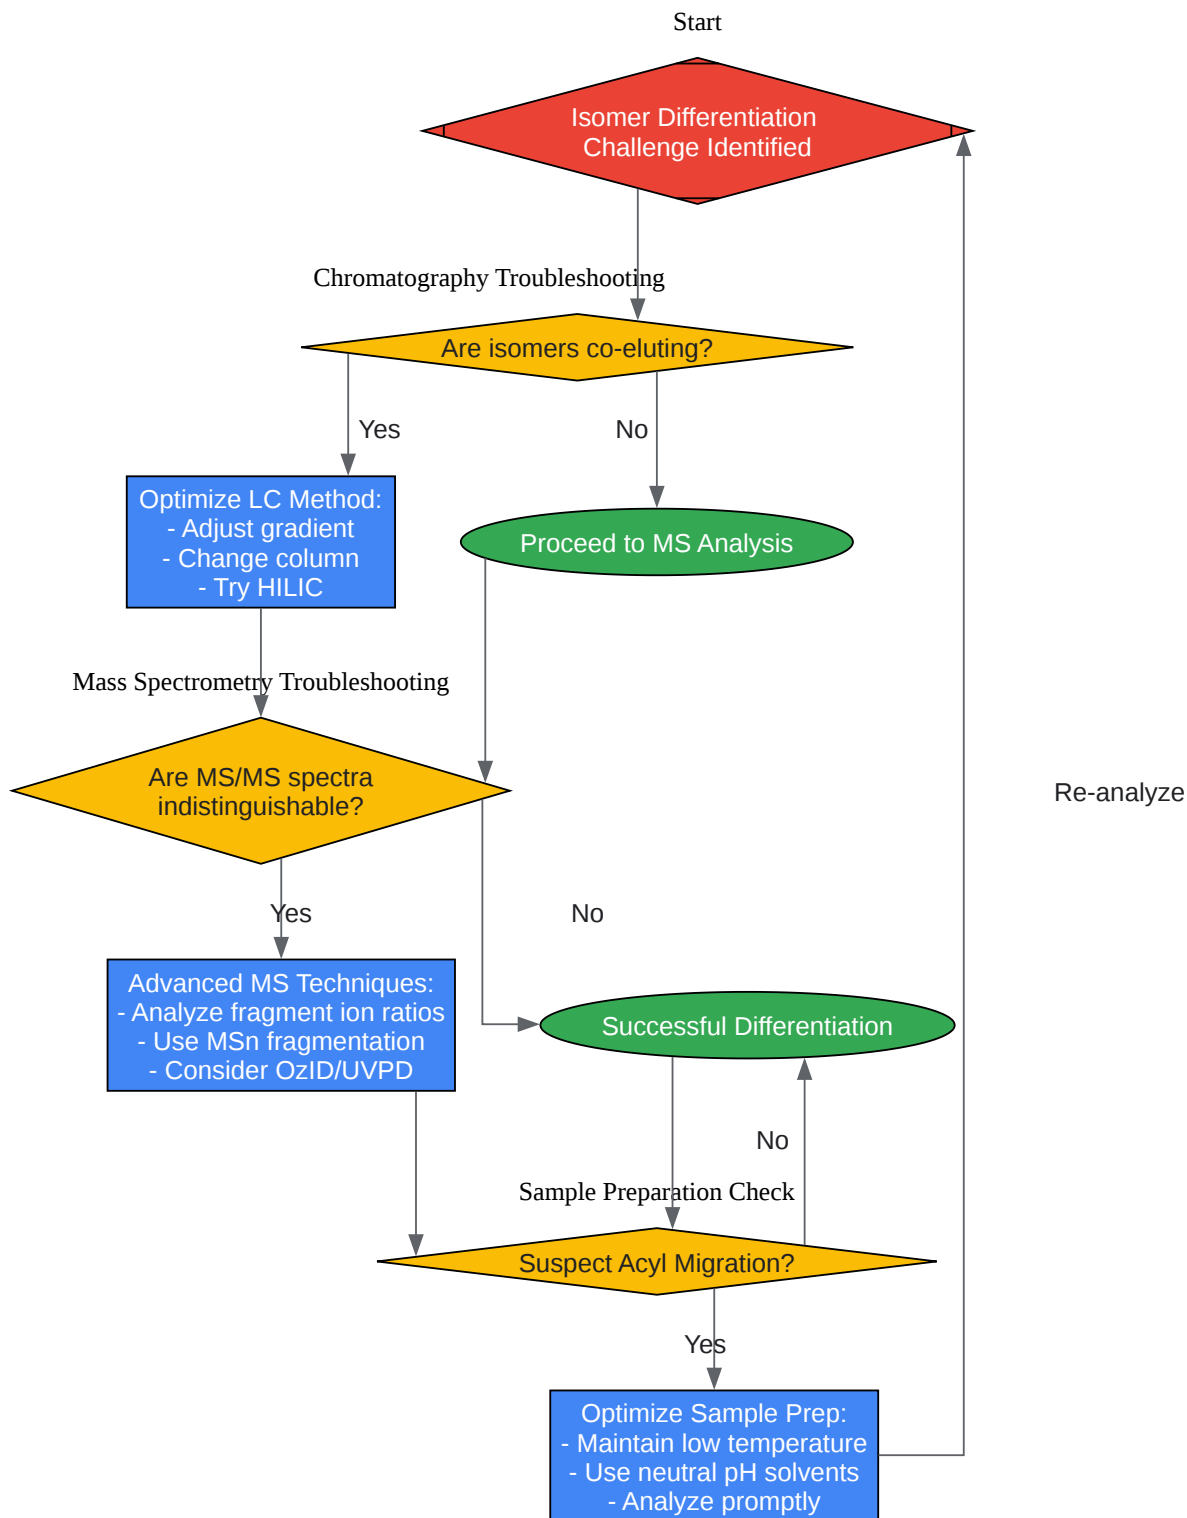 Start
Isomer Differentiation
Challenge Identified
Chromatography Troubleshooting
Are isomers co-eluting?
Yes
No
Optimize LC Method:
- Adjust gradient
- Change column
- Try HILIC
Proceed to MS Analysis
Mass Spectrometry Troubleshooting
Are MS/MS spectra
indistinguishable?
Re-analyze
Yes
No
Advanced MS Techniques:
- Analyze fragment ion ratios
- Use MSn fragmentation
- Consider OzID/UVPD
Successful Differentiation
No
Sample Preparation Check
Suspect Acyl Migration?
Yes
Optimize Sample Prep:
- Maintain low temperature
- Use neutral pH solvents
- Analyze promptly